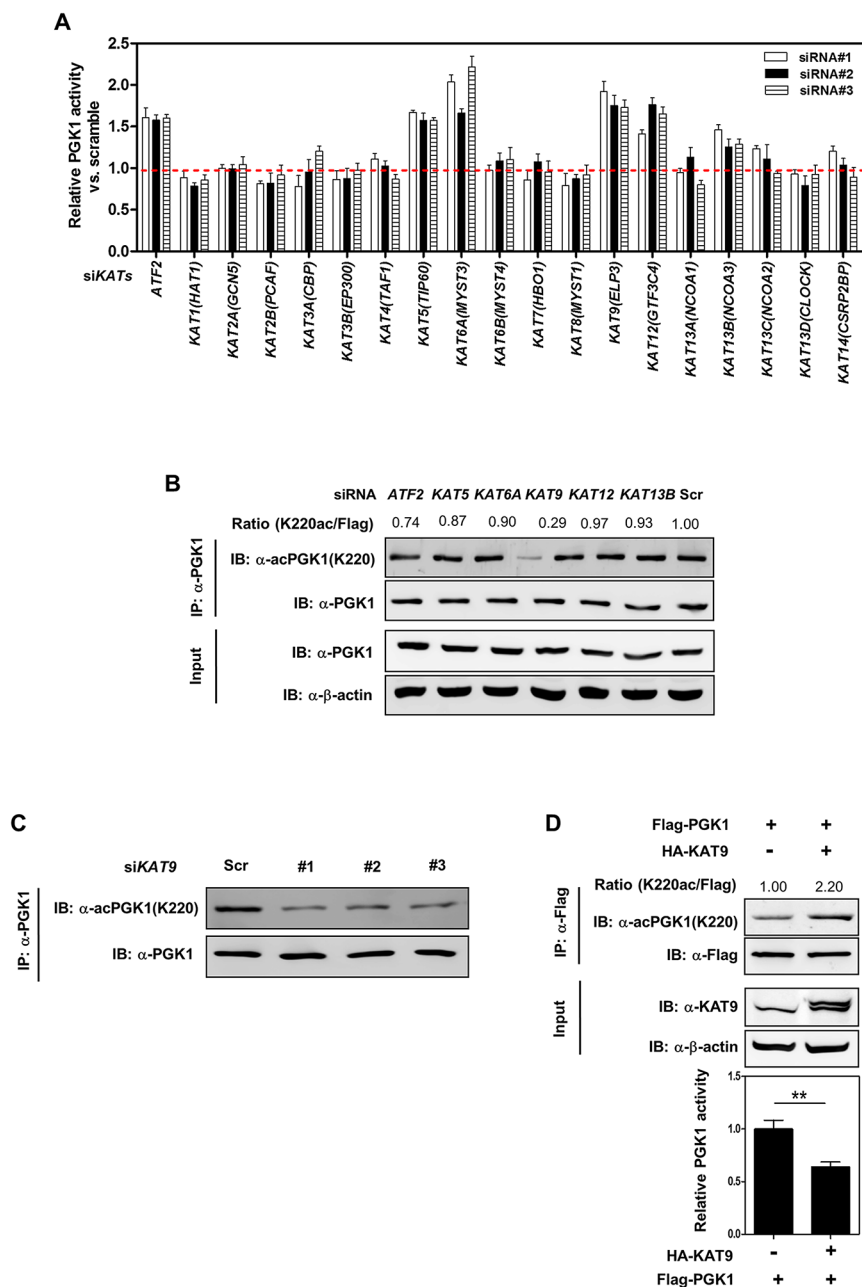 A
Relative PGK1 activity
vs. scramble
2.5
2.0
1.5
1.0
0.5
0.0
siRNA#1
siRNA#2
siRNA#3
siKATs
ATF2
KAT1(HAT1)
KAT2A(GCN5)
KAT2B(PCAF)
KAT3A(CBP)
KAT3B(EP300)
KAT4(TAF1)
KAT5(TIP60)
KAT6A(MYST3)
KAT6B(MYST4)
KAT7(HBO1)
KAT8(MYST1)
KAT9(ELP3)
KAT12(GTF3C4)
KAT13A(NCOA1)
KAT13B(NCOA3)
KAT13C(NCOA2)
KAT13D(CLOCK)
KAT14(CSRP2BP)
B
siRNA ATF2 KAT5 KAT6A KAT9 KAT12 KAT13B Scr
Ratio (K220ac/Flag) 0.74 0.87 0.90 0.29 0.97 0.93 1.00
IP: α-PGK1
IB: α-acPGK1(K220)
IB: α-PGK1
Input
IB: α-PGK1
IB: α-β-actin
C
siKAT9 Scr #1 #2 #3
IP: α-PGK1
IB: α-acPGK1(K220)
IB: α-PGK1
D
Flag-PGK1 + +
HA-KAT9 - +
Ratio (K220ac/Flag) 1.00 2.20
IP: α-Flag
IB: α-acPGK1(K220)
IB: α-Flag
Input
IB: α-KAT9
IB: α-β-actin
Relative PGK1 activity
1.5
1.0
0.5
0.0
**
HA-KAT9 - +
Flag-PGK1 + +